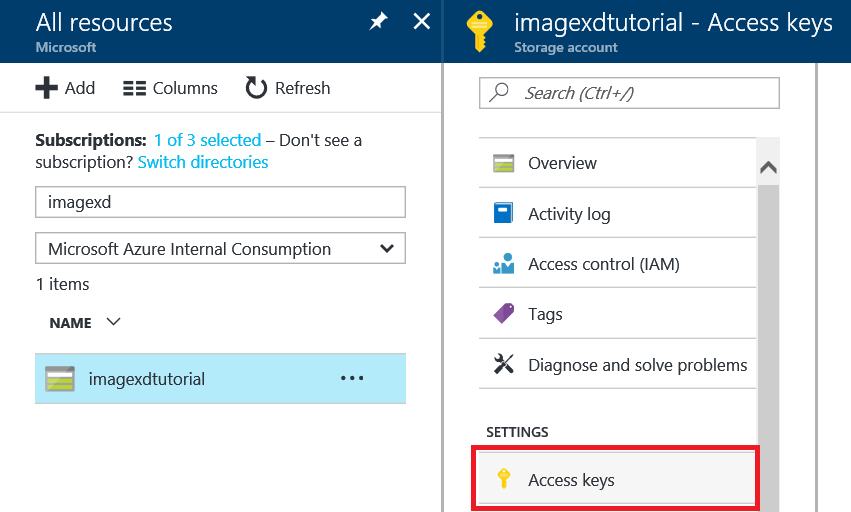 All resources
Microsoft
Add Columns Refresh
Subscriptions: 1 of 3 selected – Don't see a
subscription? Switch directories
imagexd
Microsoft Azure Internal Consumption
1 items
NAME
imagexdtutorial
imagexdtutorial - Access keys
Storage account
Search (Ctrl+/)
Overview
Activity log
Access control (IAM)
Tags
Diagnose and solve problems
SETTINGS
Access keys